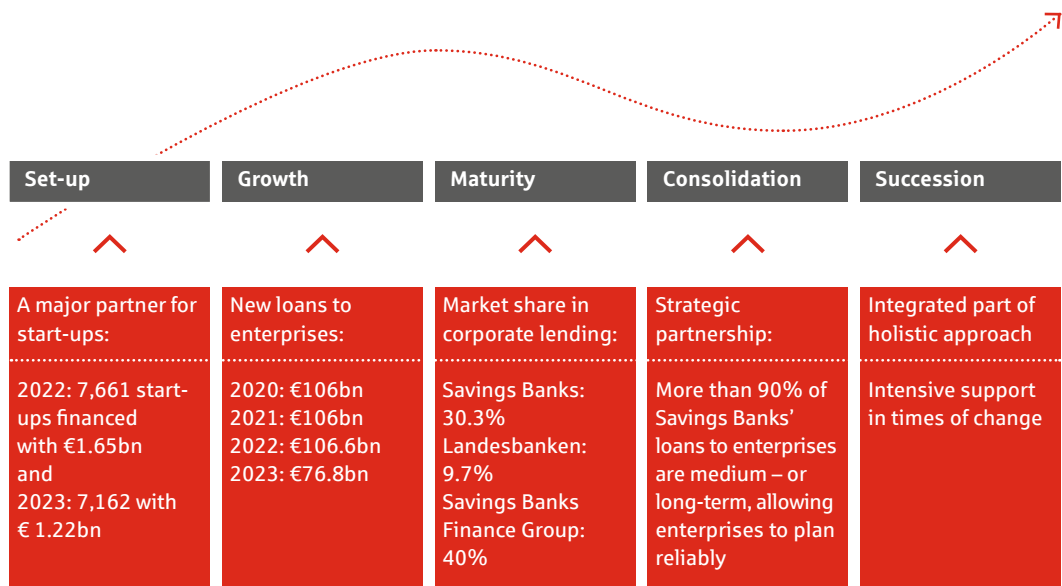 Set-up
Growth
Maturity
Consolidation
Succession
A major partner for
start-ups:
2022: 7,661 start-
ups financed
with €1.65bn
and
2023: 7,162 with
€ 1.22bn
New loans to
enterprises:
2020: €106bn
2021: €106bn
2022: €106.6bn
2023: €76.8bn
Market share in
corporate lending:
Savings Banks:
30.3%
Landesbanken:
9.7%
Savings Banks
Finance Group:
40%
Strategic
partnership:
More than 90% of
Savings Banks’
loans to enterprises
are medium – or
long-term, allowing
enterprises to plan
reliably
Integrated part of
holistic approach
Intensive support
in times of change